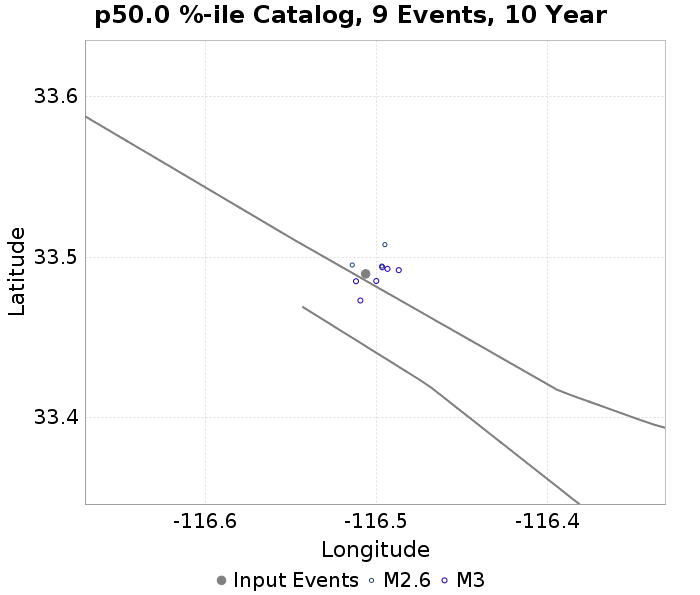 p50.0 %-ile Catalog, 9 Events, 10 Year
33.6
33.5
33.4
Latitude
-116.6 -116.5 -116.4
Longitude
Input Events M2.6 M3